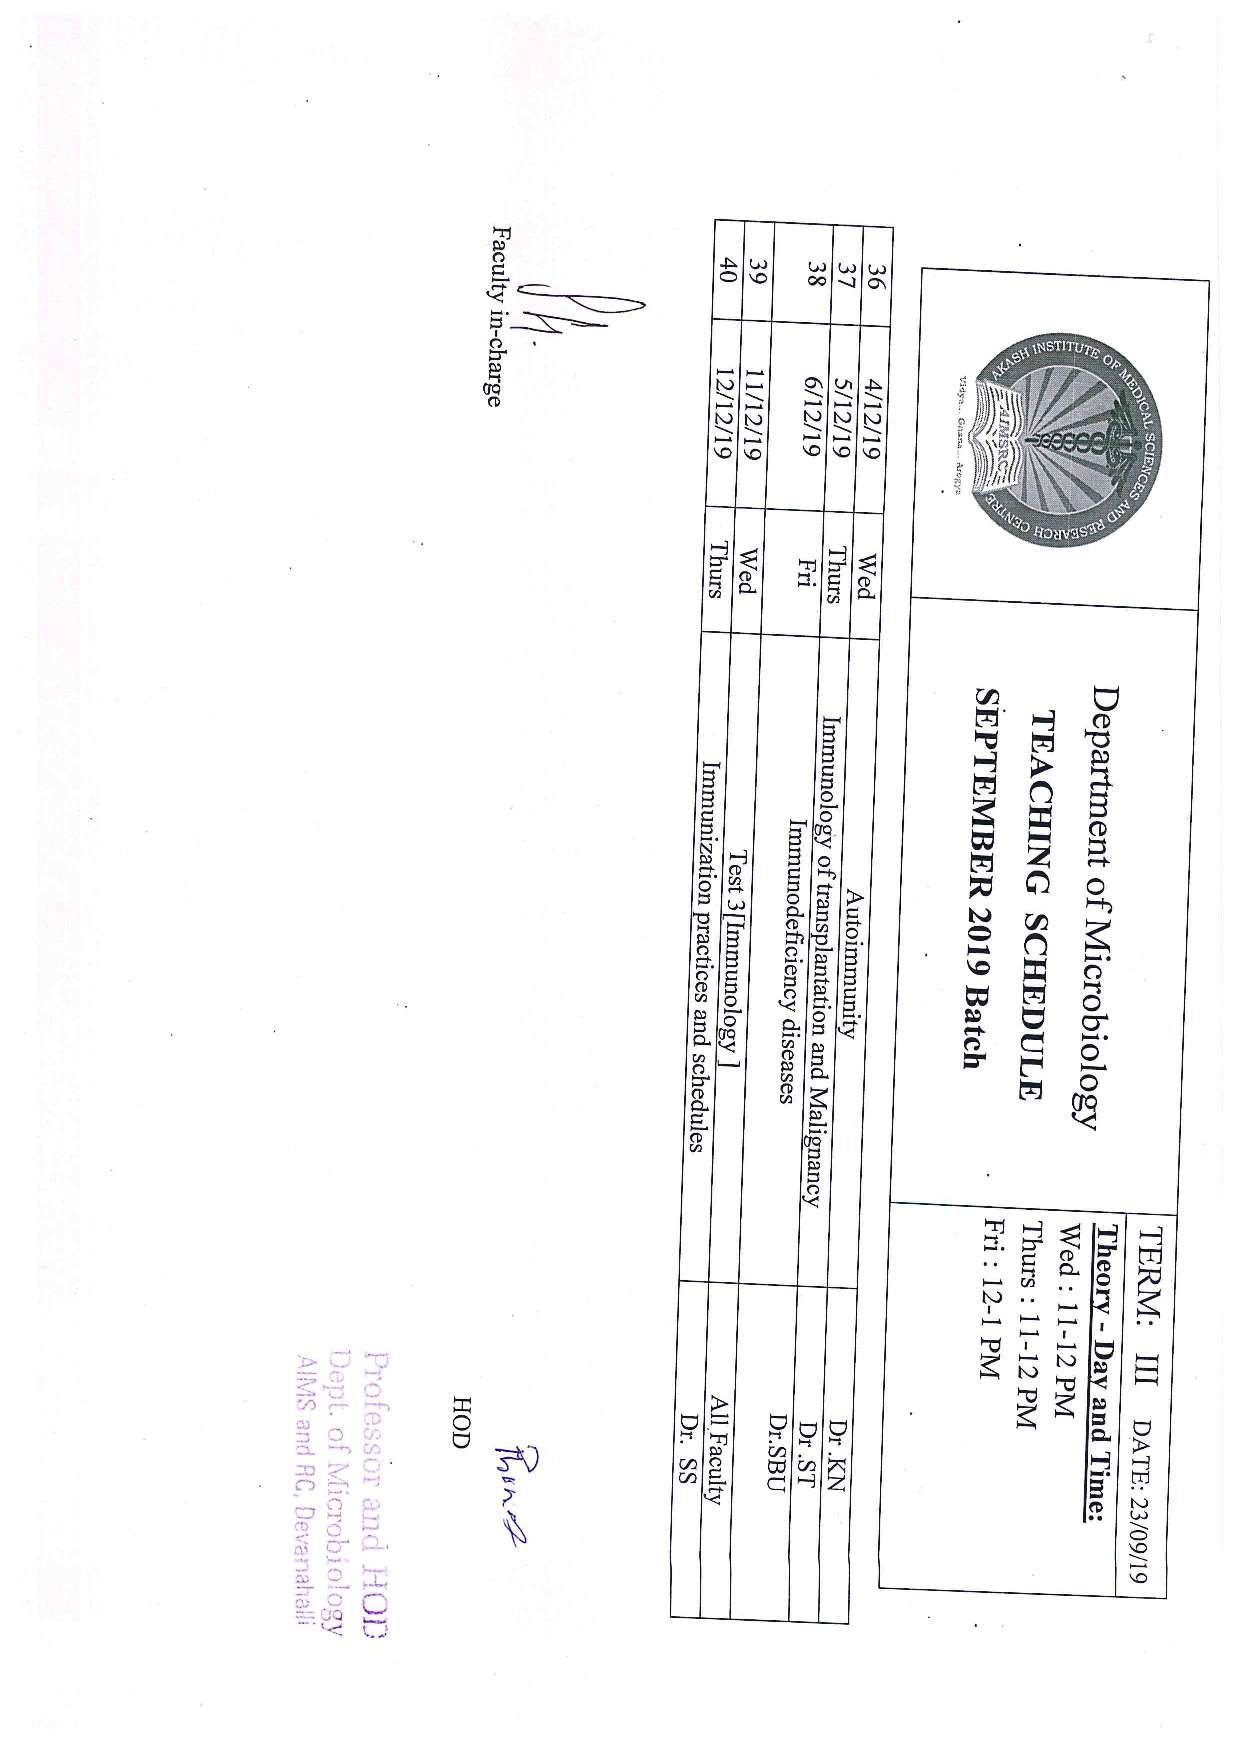 AKASH INSTITUTE OF MEDICAL SCIENCES AND RESEARCH CENTRE
AIMSRC
Vidya... Gnana... Arogya
Department of Microbiology
TEACHING SCHEDULE
SEPTEMBER 2019 Batch
TERM: III DATE: 23/09/19
Theory - Day and Time:
Wed : 11-12 PM
Thurs : 11-12 PM
Fri : 12-1 PM
36 4/12/19 Wed Autoimmunity Dr .KN
37 5/12/19 Thurs Immunology of transplantation and Malignancy Dr .ST
38 6/12/19 Fri Immunodeficiency diseases Dr.SBU
39 11/12/19 Wed Test 3[Immunology ] All Faculty
40 12/12/19 Thurs Immunization practices and schedules Dr. SS
Faculty in-charge
HOD
Professor and HOD
Dept. of Microbiology
AIMS and RC, Devanahalli